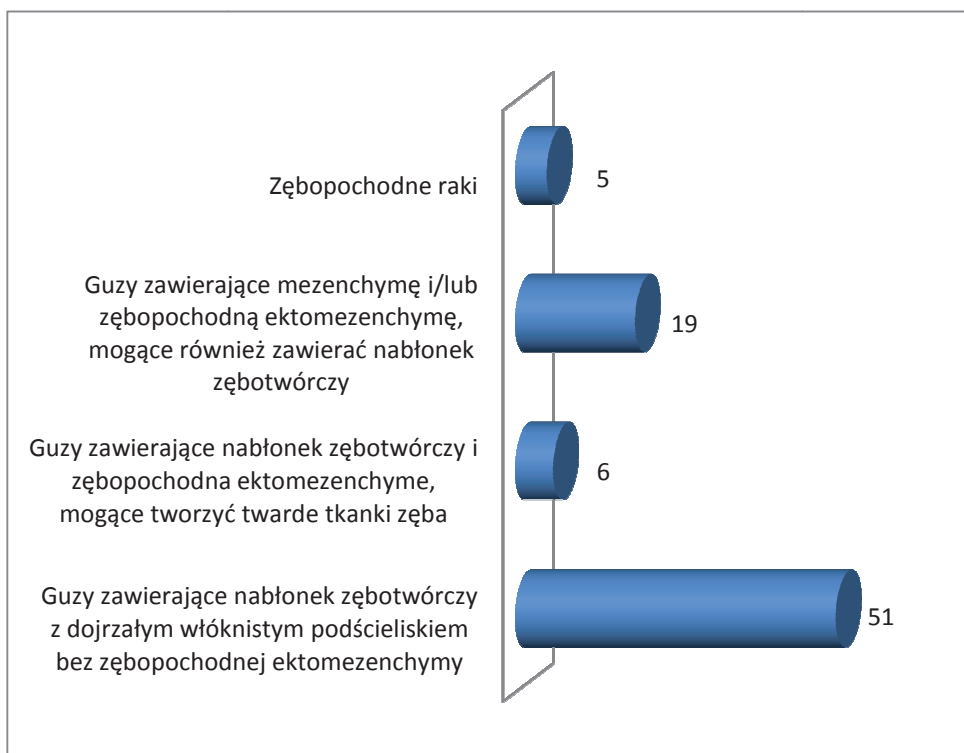 Zębopochodne raki
5
Guzy zawierające mezenchymę i/lub
zębopochodną ektomezenchymę,
mogące również zawierać nabłonek
zębotwórczy
19
Guzy zawierające nabłonek zębotwórczy i
zębopochodna ektomezenchyme,
mogące tworzyć twarde tkanki zęba
6
Guzy zawierające nabłonek zębotwórczy
z dojrzałym włóknistym podścieliskiem
bez zębopochodnej ektomezenchymy
51